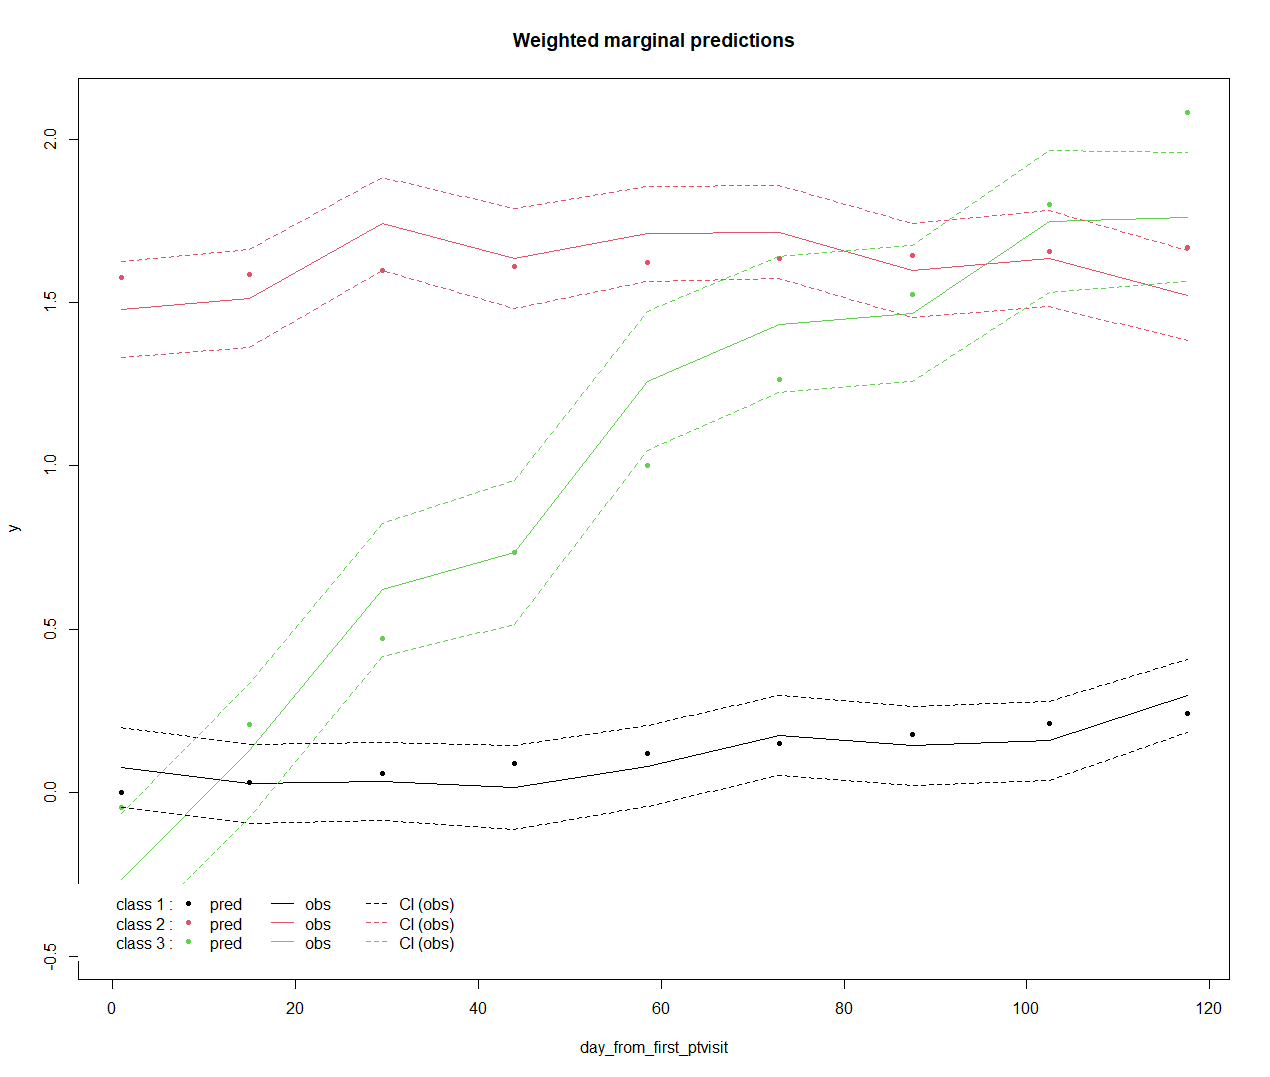 Weighted marginal predictions
2.0
1.5
1.0
0.5
0.0
-0.5
y
class 1 : pred obs CI (obs)
class 2 : pred obs CI (obs)
class 3 : pred obs CI (obs)
0 20 40 60 80 100 120
day_from_first_ptvisit